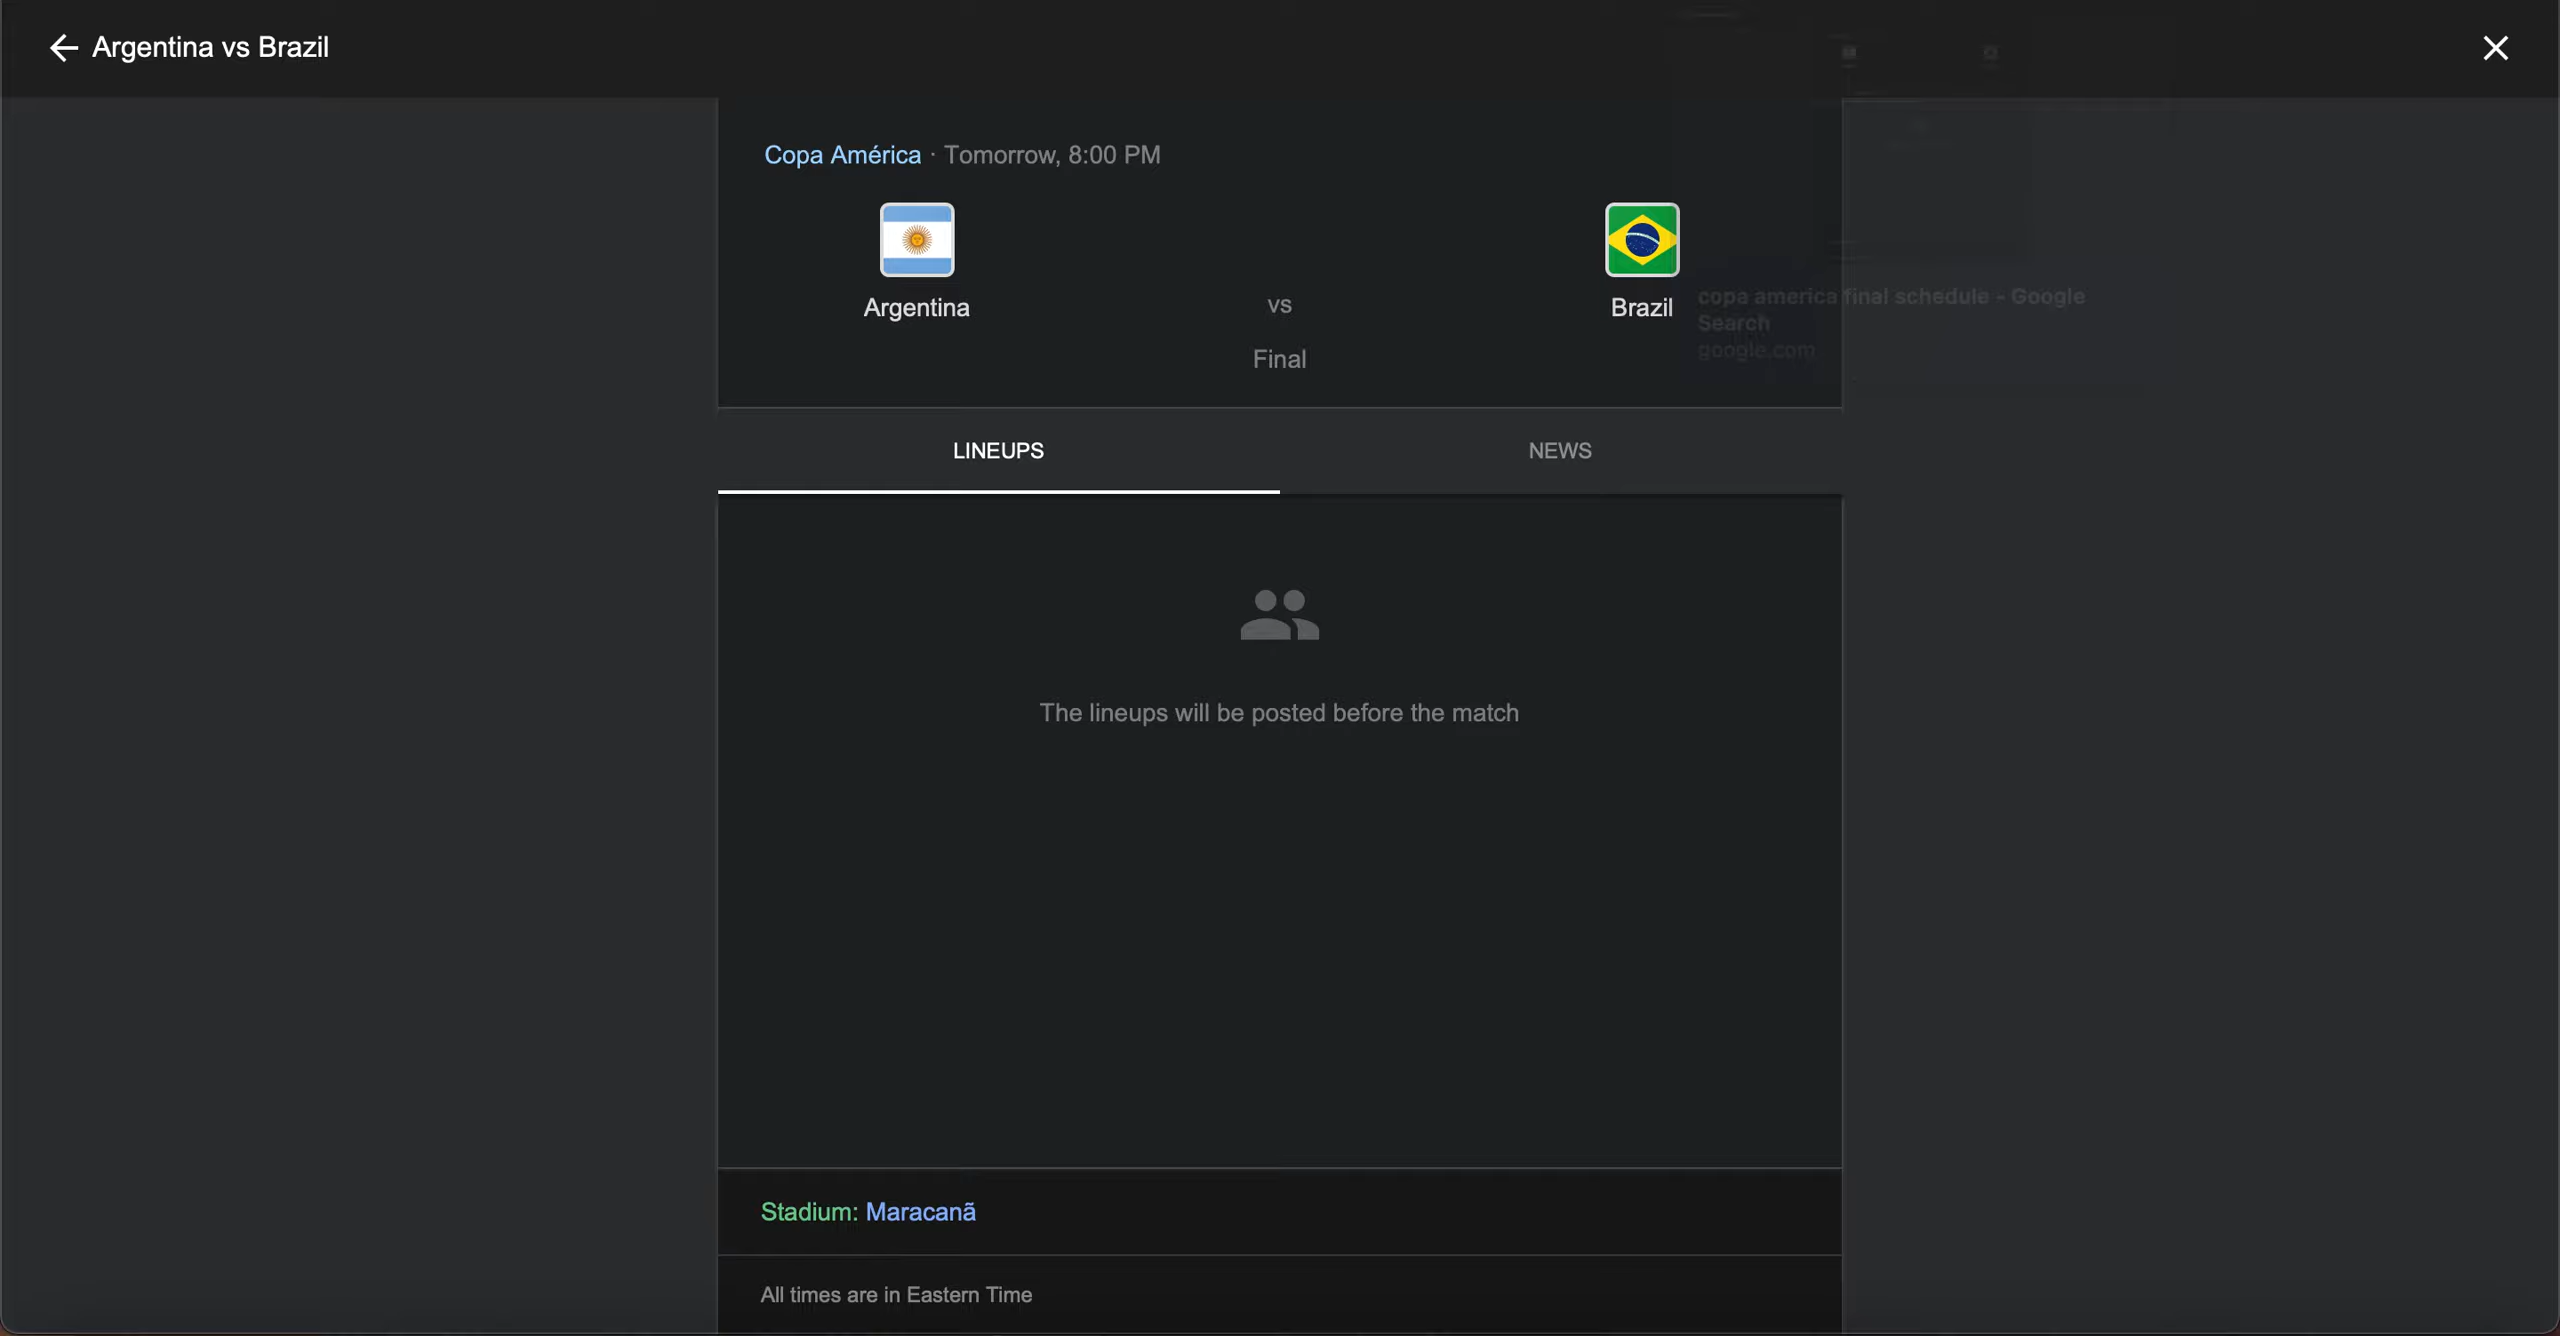 Argentina vs Brazil
Copa América · Tomorrow, 8:00 PM
Argentina
vs
Brazil
Final
copa america final schedule - Google
Search
google.com
LINEUPS
NEWS
The lineups will be posted before the match
Stadium: Maracanã
All times are in Eastern Time